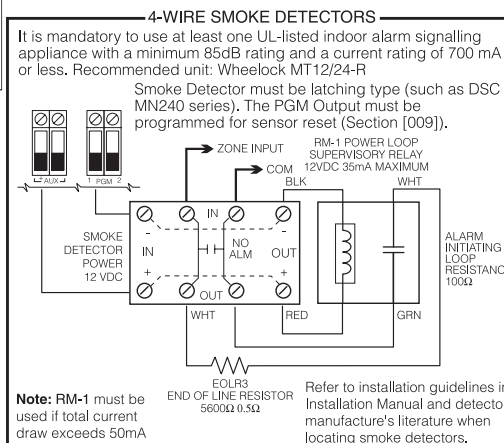 4-WIRE SMOKE DETECTORS
It is mandatory to use at least one UL-listed indoor alarm signalling
appliance with a minimum 85dB rating and a current rating of 700 mA
or less. Recommended unit: Wheelock MT12/24-R
Smoke Detector must be latching type (such as DSC
MN240 series). The PGM Output must be
programmed for sensor reset (Section [009]).
- AUX +
1 PGM 2
ZONE INPUT
COM
RM-1 POWER LOOP
SUPERVISORY RELAY
12VDC 35mA MAXIMUM
BLK
WHT
SMOKE
DETECTOR
POWER
12 VDC
IN
-
-
IN
NO
ALM
OUT
+
+
OUT
ALARM
INITIATING
LOOP
100Ω
WHT
RED
GRN
EOLR3
END OF LINE RESISTOR
5600Ω 0.5Ω
Note: RM-1 must be
used if total current
draw exceeds 50mA
Refer to installation guidelines
Installation Manual and
manufacture's literature when
locating smoke detectors.